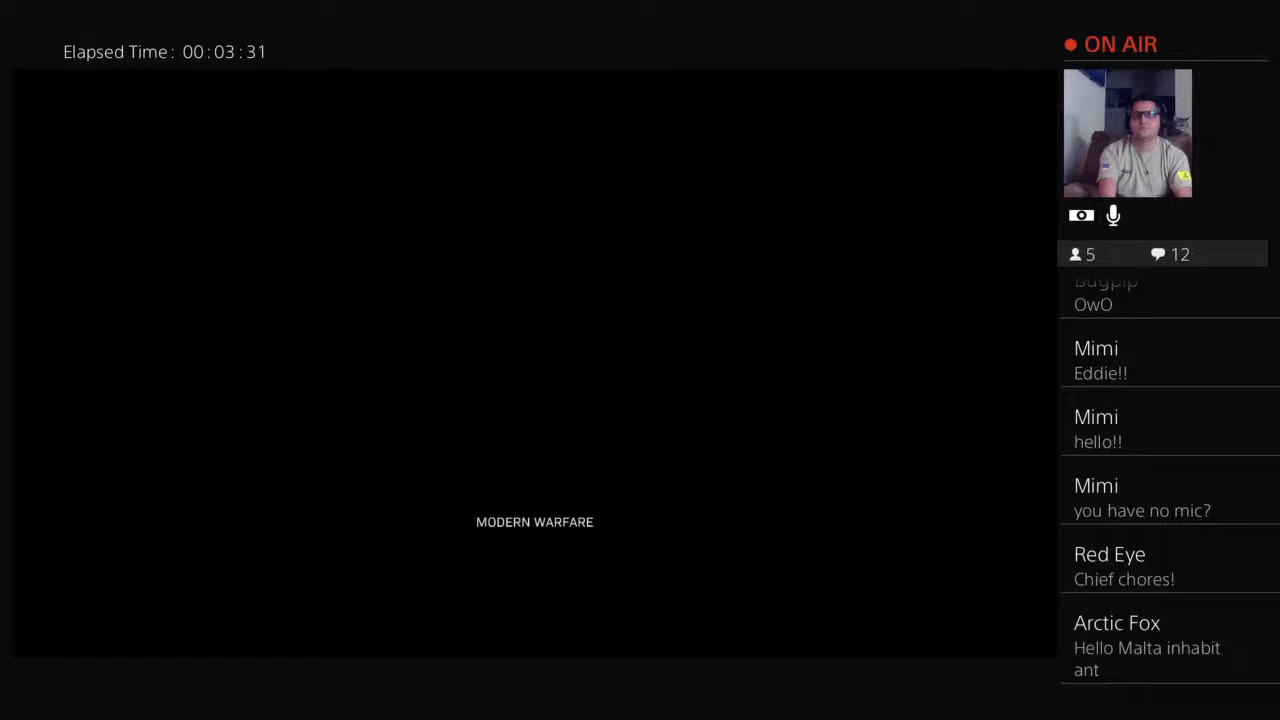 Elapsed Time: 00:03:31
ON AIR
5 12
Bugpip
OwO
Mimi
Eddie!!
Mimi
hello!!
Mimi
you have no mic?
Red Eye
Chief chores!
Arctic Fox
Hello Malta inhabit
ant
MODERN WARFARE